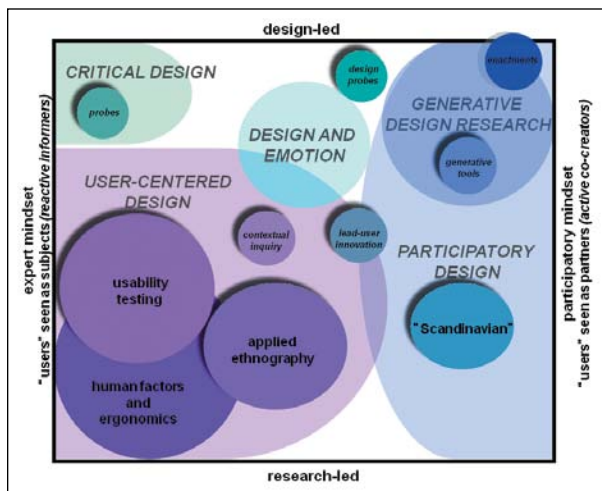 design-led
CRITICAL DESIGN
probes
design
probes
enactments
DESIGN AND
EMOTION
GENERATIVE
DESIGN RESEARCH
generative
tools
USER-CENTERED
DESIGN
contextual
inquiry
lead-user
innovation
PARTICIPATORY
DESIGN
usability
testing
applied
ethnography
"Scandinavian"
human factors
and
ergonomics
research-led
expert mindset
"users" seen as subjects (reactive informers)
participatory mindset
"users" seen as partners (active co-creators)